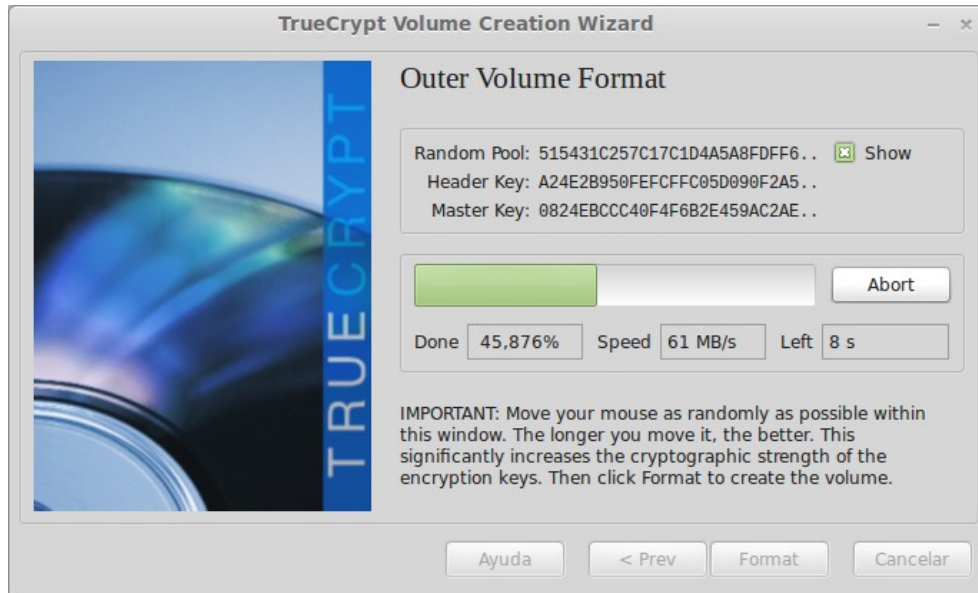 TrueCrypt Volume Creation Wizard
TRUECRYPT
Outer Volume Format
Random Pool: 515431C257C17C1D4A5A8FDFF6.. Show
Header Key: A24E2B950FEFCFFC05D090F2A5..
Master Key: 0824EBCCC40F4F6B2E459AC2AE..
Abort
Done 45,876% Speed 61 MB/s Left 8 s
IMPORTANT: Move your mouse as randomly as possible within
this window. The longer you move it, the better. This
significantly increases the cryptographic strength of the
encryption keys. Then click Format to create the volume.
Ayuda < Prev Format Cancelar